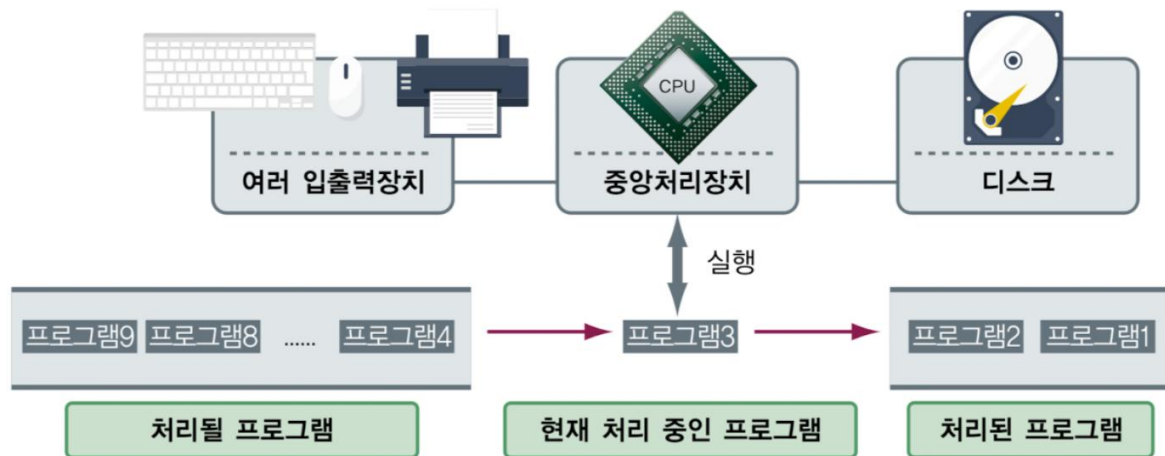 CPU
여러 입출력장치
중앙처리장치
디스크
실행
프로그램9 프로그램8 ...... 프로그램4
프로그램3
프로그램2 프로그램1
처리될 프로그램
현재 처리 중인 프로그램
처리된 프로그램